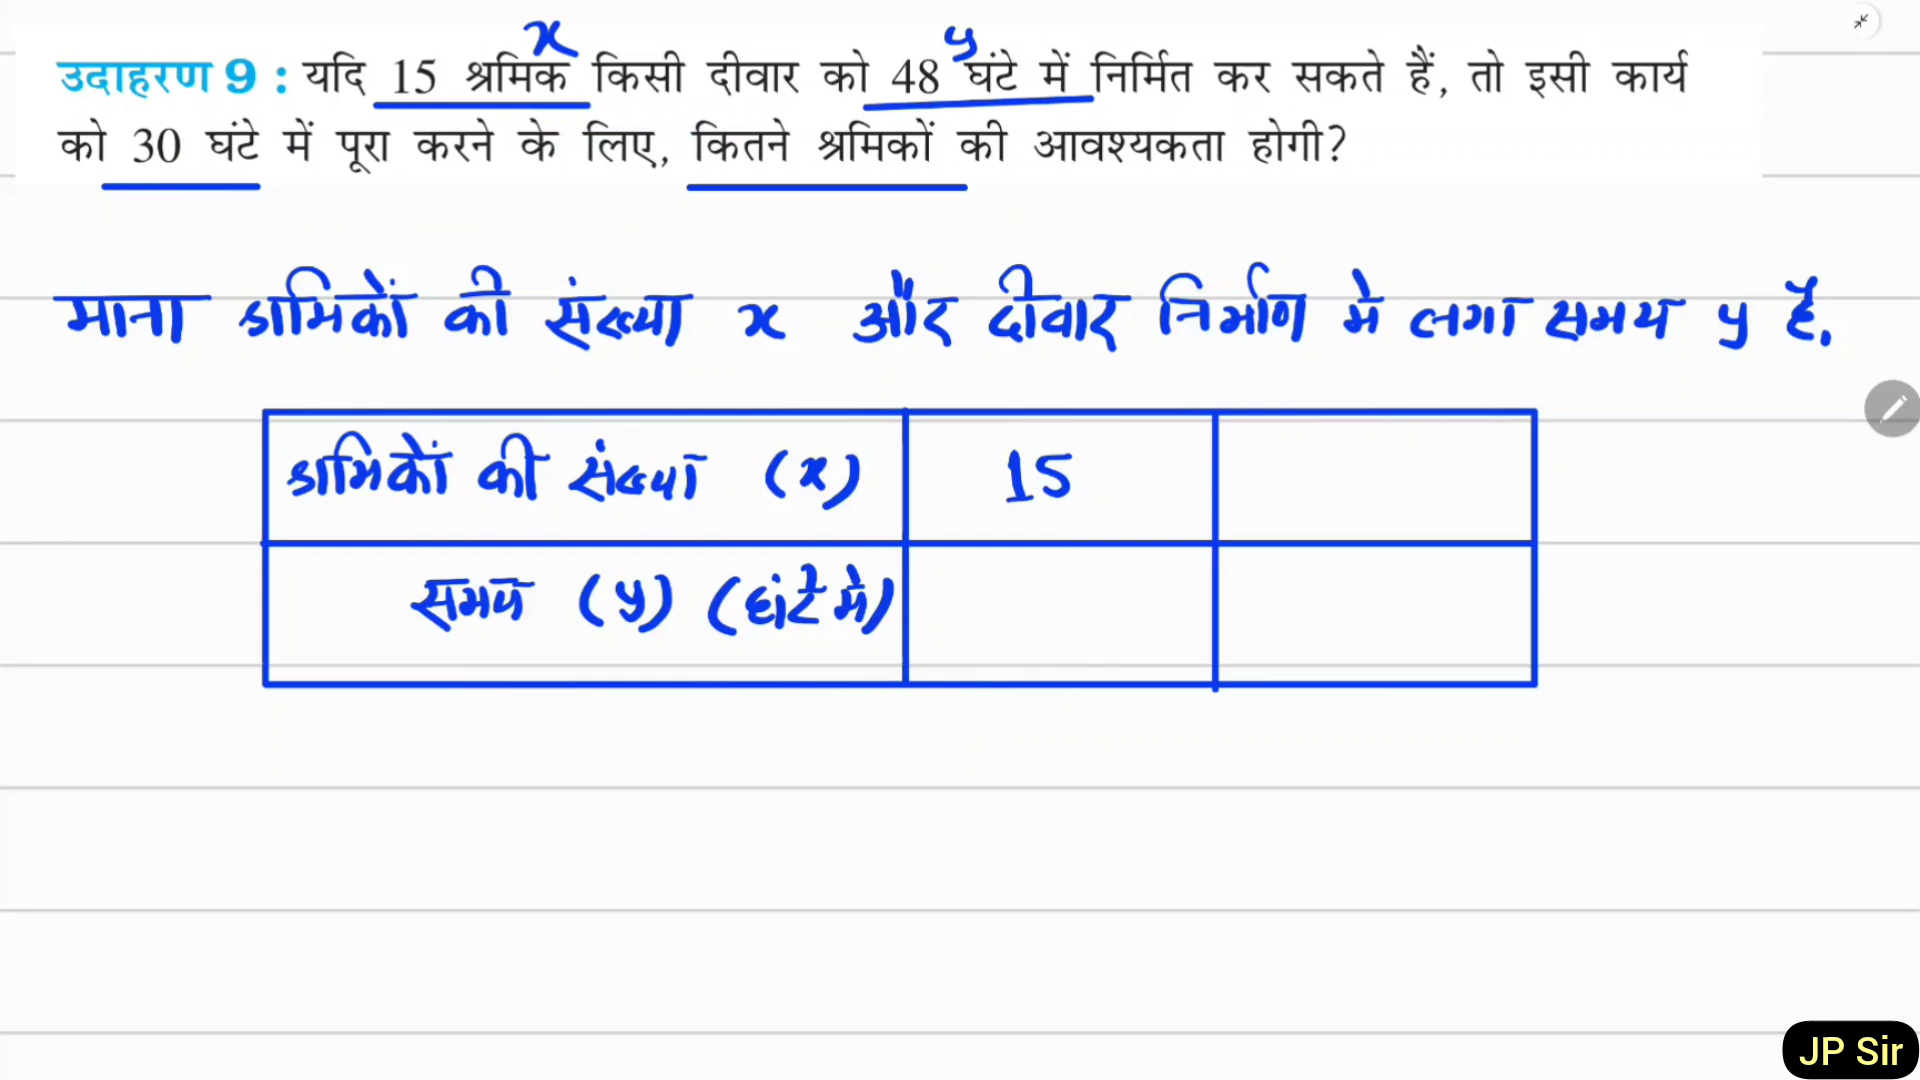 x y
उदाहरण 9 : यदि 15 श्रमिक किसी दीवार को 48 घंटे में निर्मित कर सकते हैं, तो इसी कार्य
को 30 घंटे में पूरा करने के लिए, कितने श्रमिकों की आवश्यकता होगी?
माना श्रमिकों की संख्या x और दीवार निर्माण मे लगा समय y है.
श्रमिकों की संख्या (x) 15
समय (y) (घंटे मे)
JP Sir